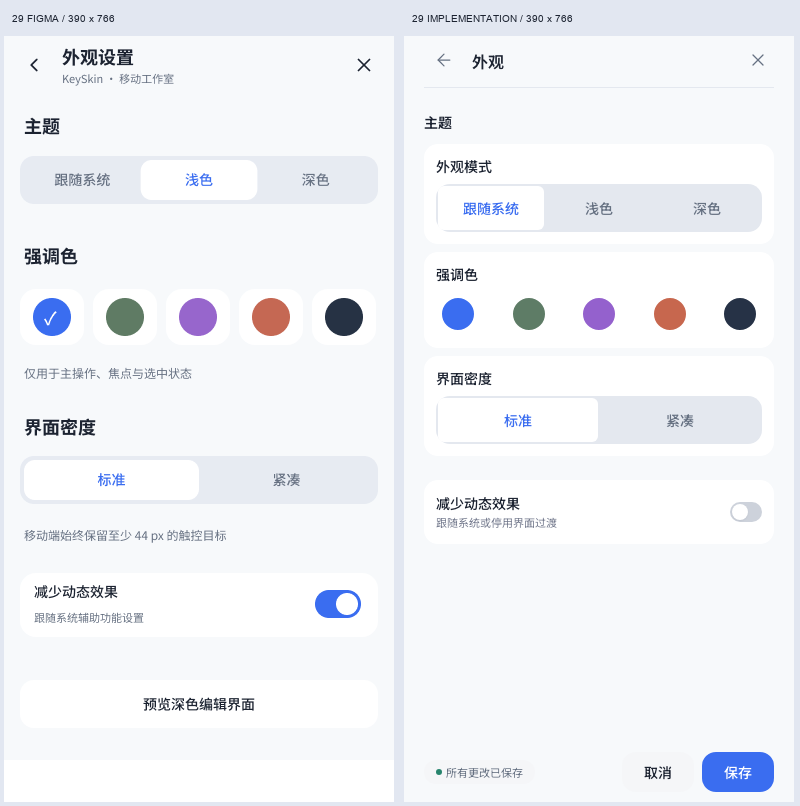 29 FIGMA / 390 x 766
外观设置
KeySkin · 移动工作室
主题
跟随系统
浅色
深色
强调色
仅用于主操作、焦点与选中状态
界面密度
标准
紧凑
移动端始终保留至少 44 px 的触控目标
减少动态效果
跟随系统辅助功能设置
预览深色编辑界面
29 IMPLEMENTATION / 390 x 766
外观
主题
外观模式
跟随系统
浅色
深色
强调色
界面密度
标准
紧凑
减少动态效果
跟随系统或停用界面过渡
所有更改已保存
取消
保存